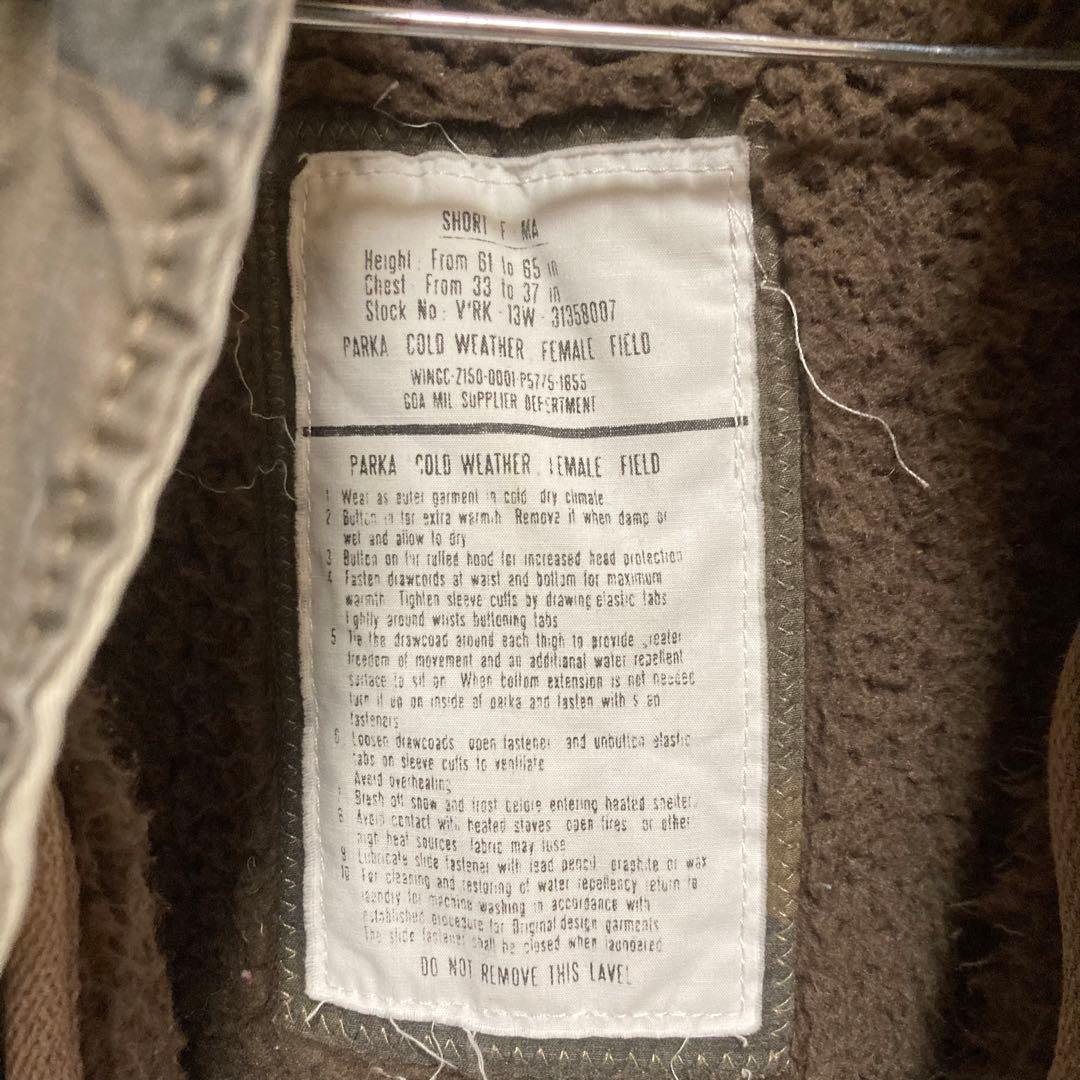 SHORT F MA
Height : From 61 to 65 in
Chest : From 33 to 37 in
Stock No : V'RK - 13W - 31358007
PARKA COLD WEATHER FEMALE FIELD
WINCC-Z150-0001-P5775-1655
GOA MIL SUPPLIER DEFERTMENT
PARKA COLD WEATHER FEMALE FIELD
1 Wear as outer garment in cold dry climate
2 Button in for extra warmth Remove it when damp or
wet and allow to dry
3 Button on fur ruffed hood for increased head protection
4 Fasten drawcords at waist and bottom for maximum
warmth Tighten sleeve cuffs by drawing elastic tabs
tightly around wrists buttoning tabs
5 Tie the drawcoad around each thigh to provide greater
freedom of movement and an additianal water repellent
surface to sit on When bottom extension is not needed
turn it up on inside of parka and fasten with
fasteners
6 Loosen drawcoads open fastener and unbutton elastic
tabs on sleeve cuffs to ventilate
Avoid overheating
7 Bresh off snow and frost before entering heated shelter
8 Avoid contact with heated stoves open fires or other
high heat sources fabric may fuse
9 Lubricate slide fastener with lead pencil graphite or wax
10 For cleaning and restoring of water repellency return to
laundry for machine washing in accordance with
established procedure for Original design garments
The slide fastener shall be closed when laundered
DO NOT REMOVE THIS LAVEL